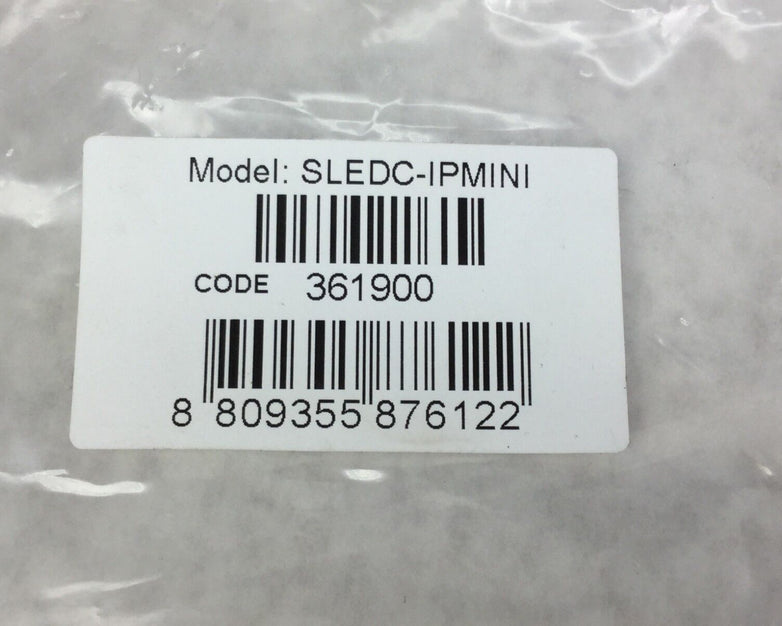 Model: SLEDC-IPMINI
CODE 361900
8 809355 876122